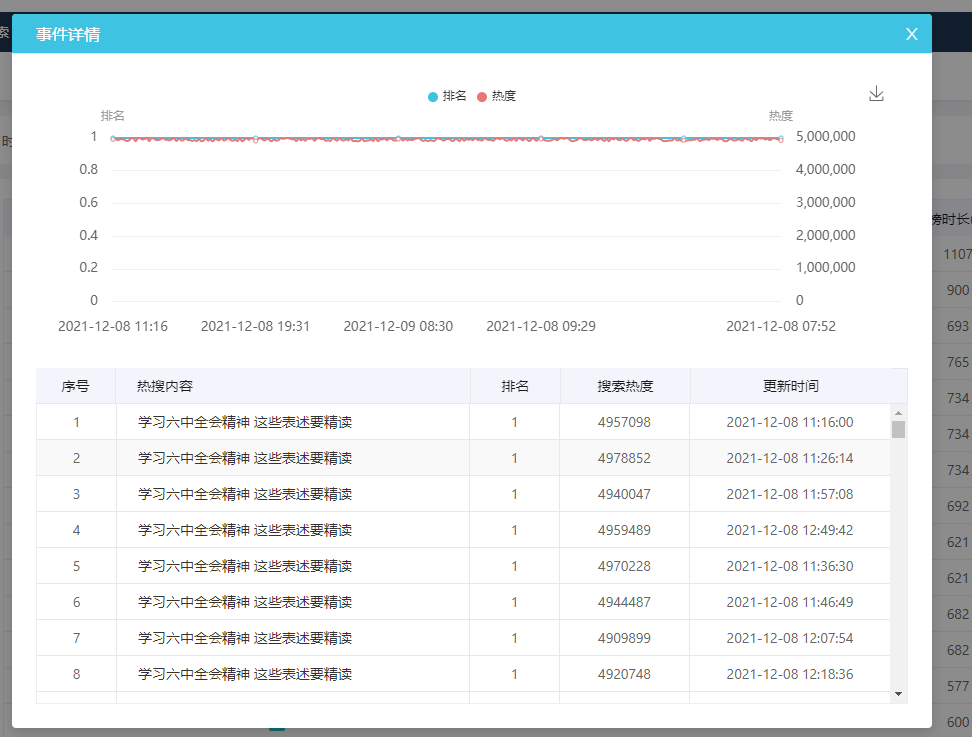 索
事件详情 X
排名 热度
排名 热度
时
1 5,000,000
0.8 4,000,000
0.6 3,000,000
0.4 2,000,000
0.2 1,000,000
0 0
2021-12-08 11:16 2021-12-08 19:31 2021-12-09 08:30 2021-12-08 09:29 2021-12-08 07:52
序号 热搜内容 排名 搜索热度 更新时间
1 学习六中全会精神 这些表述要精读 1 4957098 2021-12-08 11:16:00
2 学习六中全会精神 这些表述要精读 1 4978852 2021-12-08 11:26:14
3 学习六中全会精神 这些表述要精读 1 4940047 2021-12-08 11:57:08
4 学习六中全会精神 这些表述要精读 1 4959489 2021-12-08 12:49:42
5 学习六中全会精神 这些表述要精读 1 4970228 2021-12-08 11:36:30
6 学习六中全会精神 这些表述要精读 1 4944487 2021-12-08 11:46:49
7 学习六中全会精神 这些表述要精读 1 4909899 2021-12-08 12:07:54
8 学习六中全会精神 这些表述要精读 1 4920748 2021-12-08 12:18:36
榜时长
1107
900
693
765
734
734
734
692
621
621
682
682
577
600